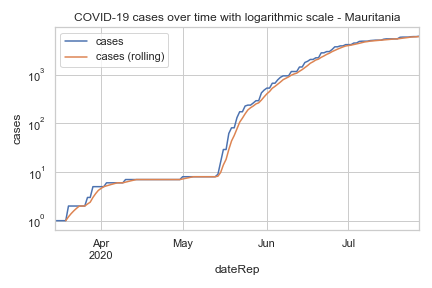 COVID-19 cases over time with logarithmic scale - Mauritania
cases
cases (rolling)
10³
10²
10¹
10⁰
cases
Apr
2020
May
Jun
Jul
dateRep